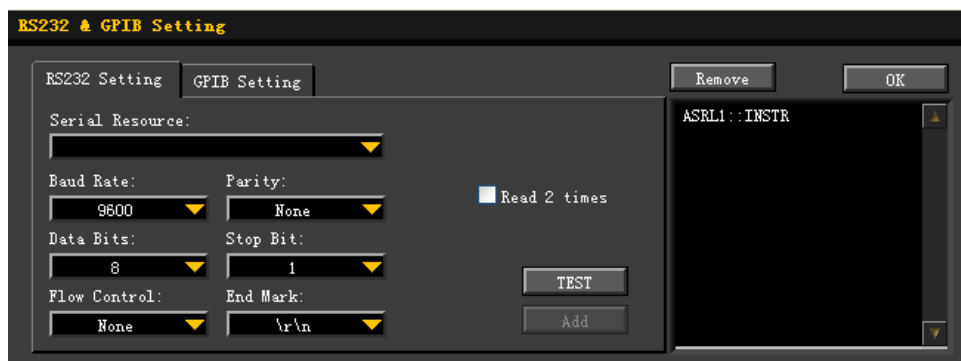 RS232 & GPIB Setting
RS232 Setting
GPIB Setting
Remove
OK
Serial Resource:
ASRL1::INSTR
Baud Rate:
Parity:
9600
None
Read 2 times
Data Bits:
Stop Bit:
8
1
TEST
Flow Control:
End Mark:
None
\r\n
Add